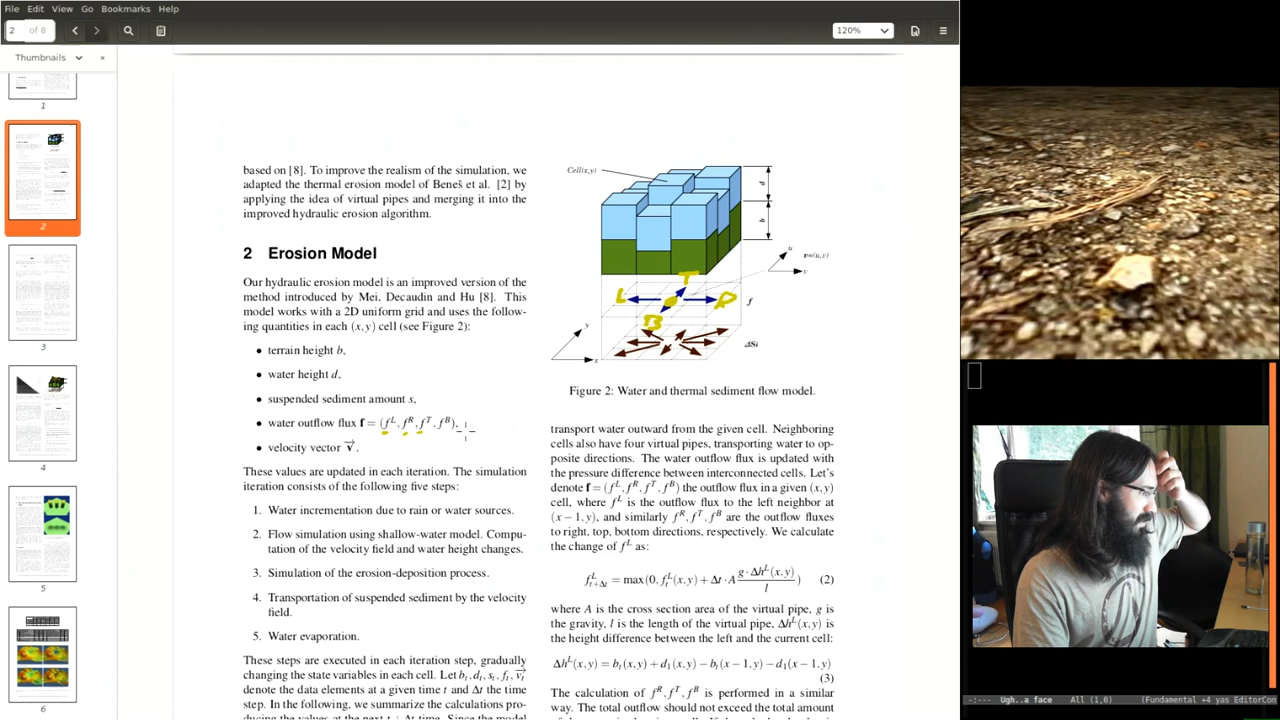 File Edit View Go Bookmarks Help
2 of 8
120%
Thumbnails
1
2
3
4
5
6
based on [8]. To improve the realism of the simulation, we
adapted the thermal erosion model of Beneš et al. [2] by
applying the idea of virtual pipes and merging it into the
improved hydraulic erosion algorithm.
2 Erosion Model
Our hydraulic erosion model is an improved version of the
method introduced by Mei, Decaudin and Hu [8]. This
model works with a 2D uniform grid and uses the follow-
ing quantities in each (x,y) cell (see Figure 2):
• terrain height b,
• water height d,
• suspended sediment amount s,
• water outflow flux f = (f^L, f^R, f^T, f^B),
• velocity vector v⃗.
These values are updated in each iteration. The simulation
iteration consists of the following five steps:
1. Water incrementation due to rain or water sources.
2. Flow simulation using shallow-water model. Compu-
tation of the velocity field and water height changes.
3. Simulation of the erosion-deposition process.
4. Transportation of suspended sediment by the velocity
field.
5. Water evaporation.
These steps are executed in each iteration step, gradually
changing the state variables in each cell. Let b_t, d_t, s_t, f_t, v⃗_t
denote the data elements at a given time t and Δt the time
step. In the following, we summarize the calculations pro-
Cell(x,y)
d
b
u
v=(u,v)
v
T
L
R
B
f
y
x
ΔSi
Figure 2: Water and thermal sediment flow model.
transport water outward from the given cell. Neighboring
cells also have four virtual pipes, transporting water to op-
posite directions. The water outflow flux is updated with
the pressure difference between interconnected cells. Let's
denote f = (f^L, f^R, f^T, f^B) the outflow flux in a given (x,y)
cell, where f^L is the outflow flux to the left neighbor at
(x−1,y), and similarly f^R, f^T, f^B are the outflow fluxes
to right, top, bottom directions, respectively. We calculate
the change of f^L as:
f^L_{t+Δt} = max(0, f^L_t(x,y) + Δt · A g · Δh^L(x,y) / l) (2)
where A is the cross section area of the virtual pipe, g is
the gravity, l is the length of the virtual pipe, Δh^L(x,y) is
the height difference between the left and the current cell:
Δh^L(x,y) = b_t(x,y) + d_1(x,y) − b_t(x−1,y) − d_1(x−1,y)
(3)
The calculation of f^R, f^T, f^B is performed in a similar
way. The total outflow should not exceed the total amount
-:--- Ugh..a face All (1,0) (Fundamental +4 yas EditorCon